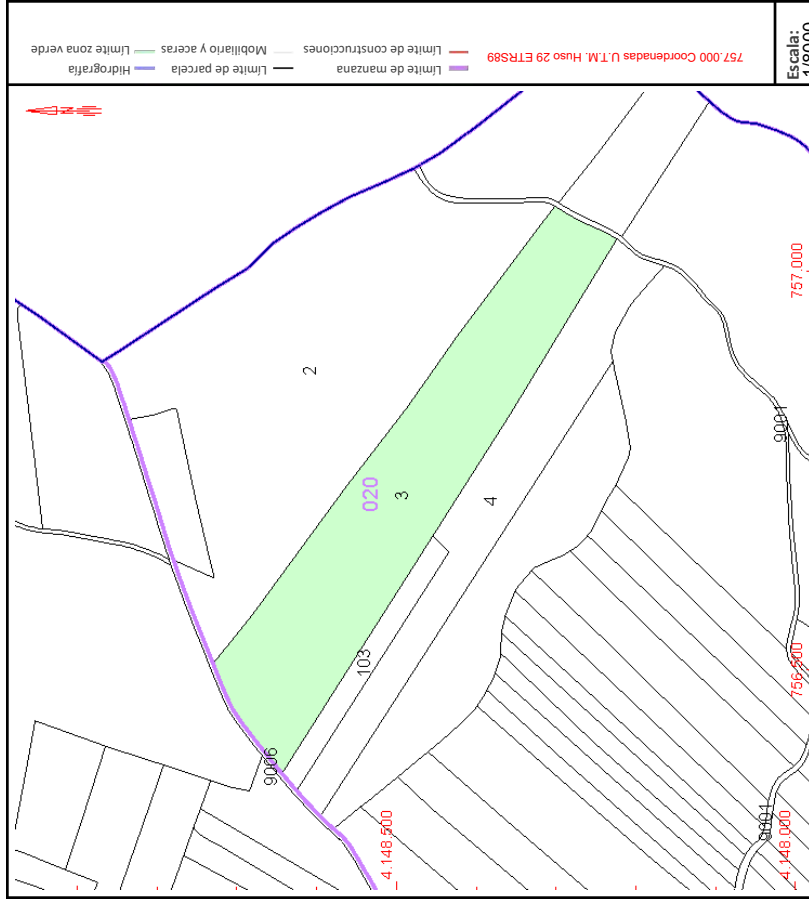 Límite de manzana
Límite de parcela
Hidrografía
Límite de construcciones
Mobiliario y aceras
Límite zona verde
757.000 Coordenadas U.T.M. Huso 29 ETRS89
Escala:
1/8000
2
020
3
4
103
9006
9001
9001
757,000
756,500
4,148,500
4,148,000